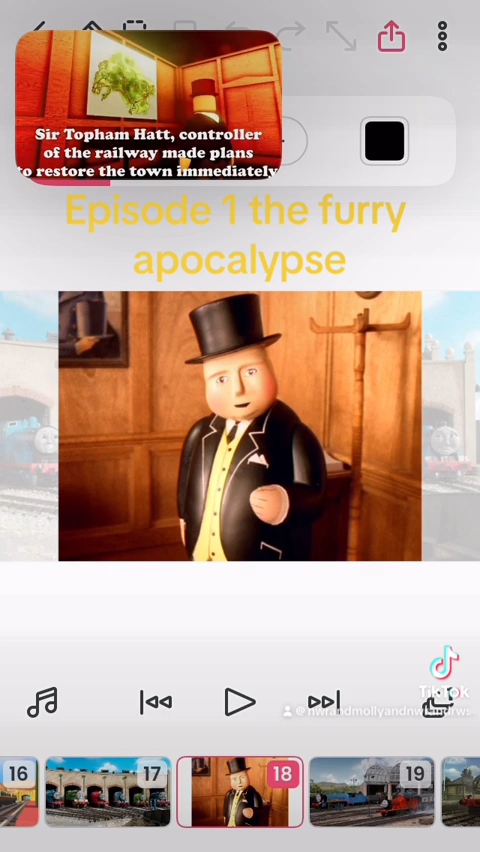 Sir Topham Hatt, controller
of the railway made plans
to restore the town immediately
Episode 1 the furry
apocalypse
TikTok
16
17
18
19